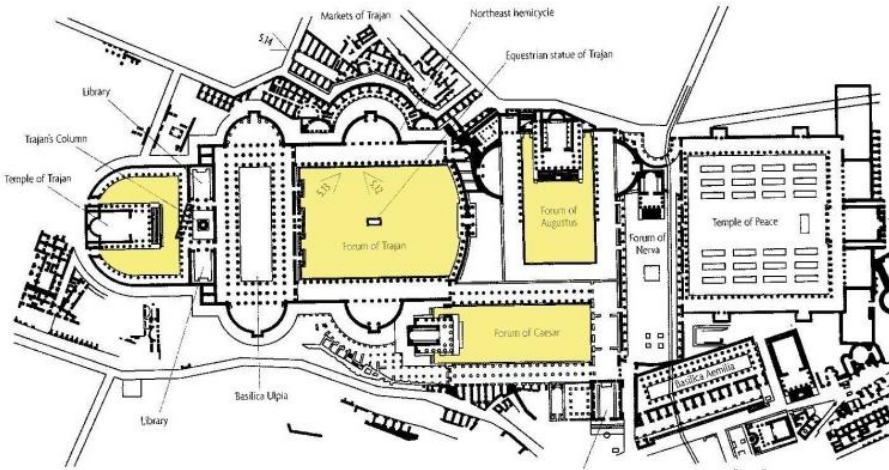 Markets of Trajan
Northeast hemicycle
5.14
Equestrian statue of Trajan
Library
Trajan's Column
Temple of Trajan
5.13
5.12
Forum of Trajan
Forum of
Augustus
Forum of
Nerva
Temple of Peace
Forum of Caesar
Basilica Aemilia
Basilica Ulpia
Library